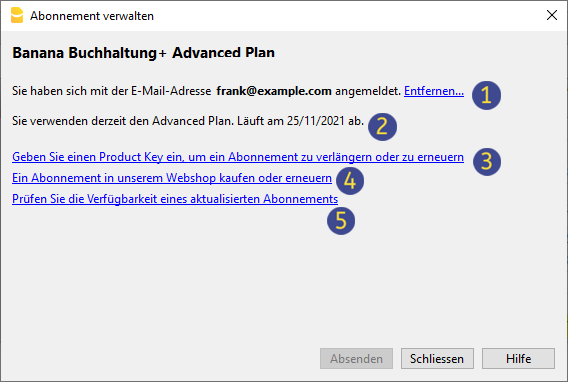 Abonnement verwalten
Banana Buchhaltung+ Advanced Plan
Sie haben sich mit der E-Mail-Adresse frank@example.com angemeldet. Entfernen... 1
Sie verwenden derzeit den Advanced Plan. Läuft am 25/11/2021 ab. 2
Geben Sie einen Product Key ein, um ein Abonnement zu verlängern oder zu erneuern 3
Ein Abonnement in unserem Webshop kaufen oder erneuern 4
Prüfen Sie die Verfügbarkeit eines aktualisierten Abonnements
5
Absenden Schliessen Hilfe